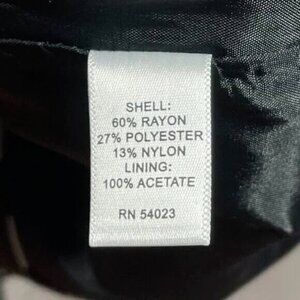 SHELL:
60% RAYON
27% POLYESTER
13% NYLON
LINING:
100% ACETATE
RN 54023